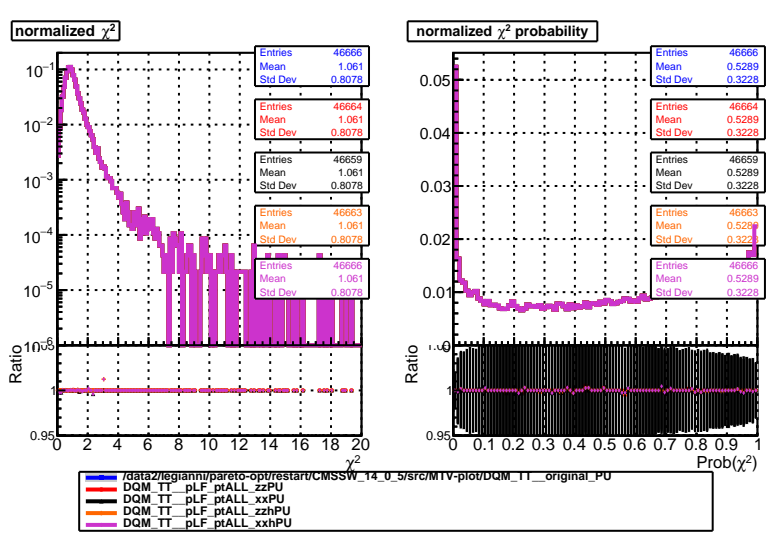 normalized χ²
Entries 46666
Mean 1.061
Std Dev 0.8078
Entries 46664
Mean 1.061
Std Dev 0.8078
Entries 46659
Mean 1.061
Std Dev 0.8078
Entries 46663
Mean 1.061
Std Dev 0.8078
Entries 46666
Mean 1.061
Std Dev 0.8078
10⁻¹
10⁻²
10⁻³
10⁻⁴
10⁻⁵
Ratio
1
0.95
0 2 4 6 8 10 12 14 16 18 20
χ²
normalized χ² probability
Entries 46666
Mean 0.5289
Std Dev 0.3228
Entries 46664
Mean 0.5289
Std Dev 0.3228
Entries 46659
Mean 0.5289
Std Dev 0.3228
Entries 46663
Mean 0.5289
Std Dev 0.3228
Entries 46666
Mean 0.5289
Std Dev 0.3228
0.05
0.04
0.03
0.02
0.01
Ratio
1
0.95
0 0.1 0.2 0.3 0.4 0.5 0.6 0.7 0.8 0.9 1
Prob(χ²)
/data2/legianni/pareto-opt/restart/CMSSW_14_0_5/src/MTV-plot/DQM_TT__original_PU
DQM_TT__pLF_ptALL_zzPU
DQM_TT__pLF_ptALL_xxPU
DQM_TT__pLF_ptALL_zzhPU
DQM_TT__pLF_ptALL_xxhPU